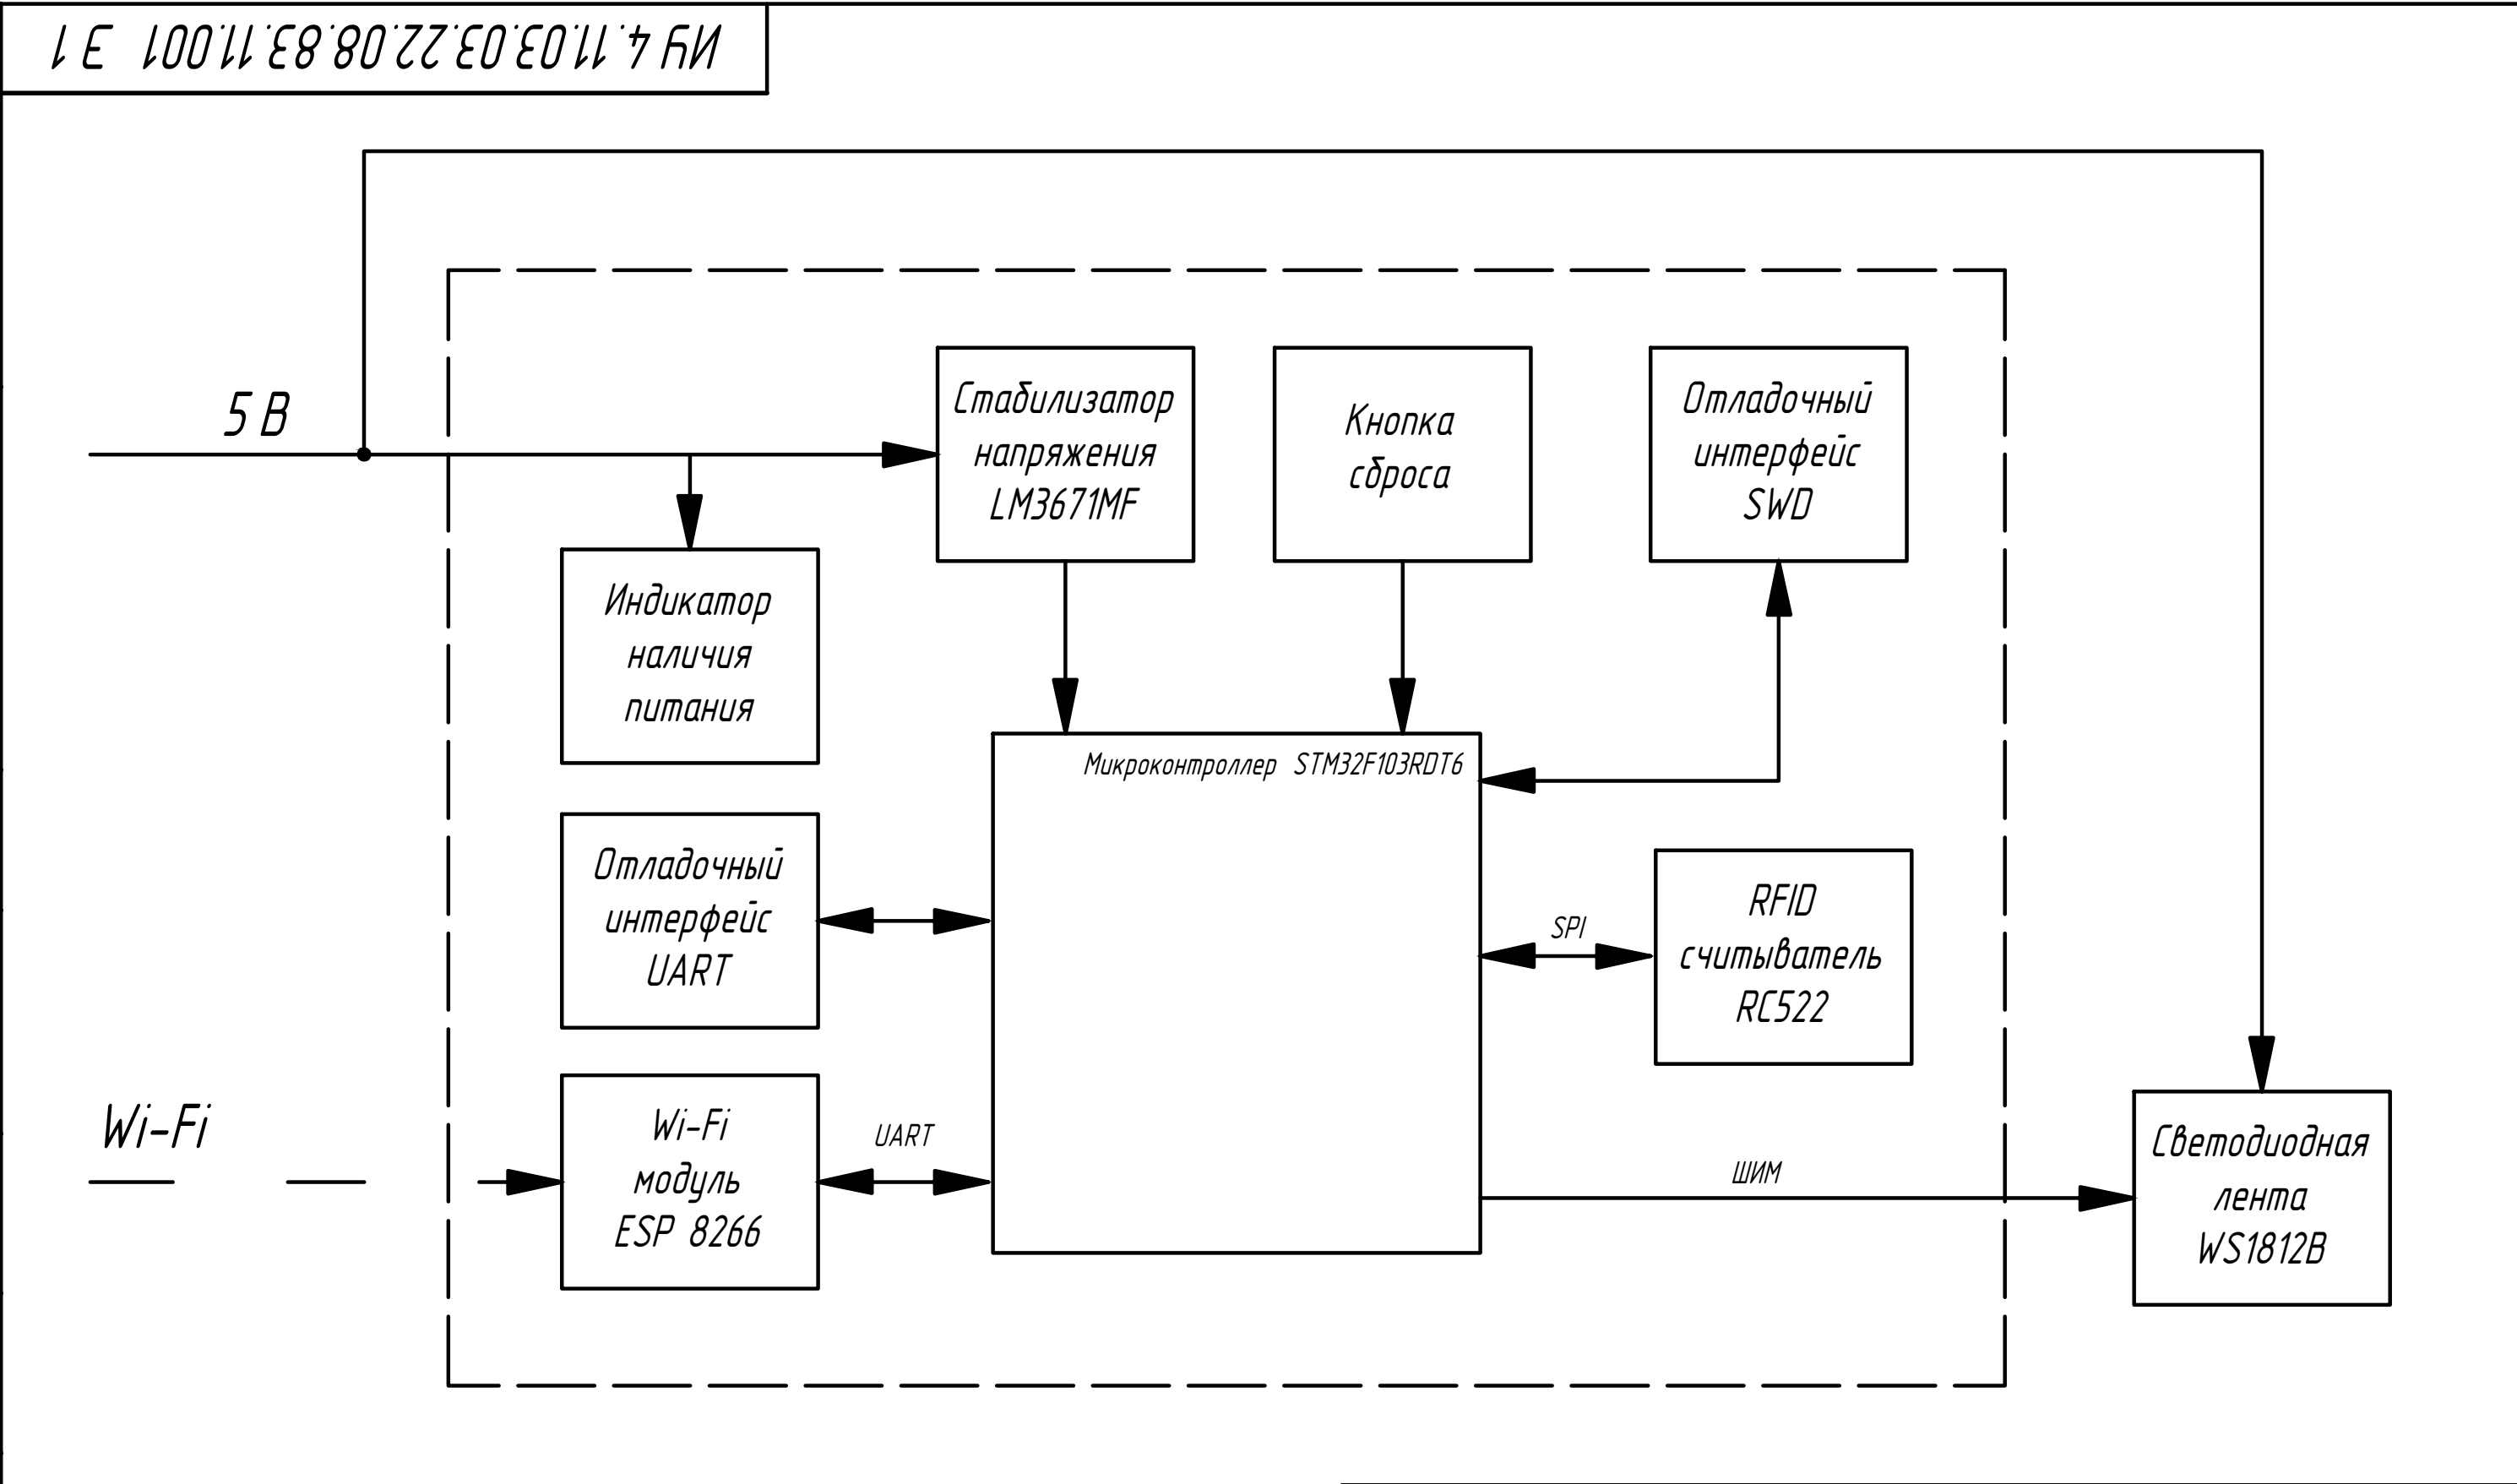 ИУ 4.11.03.03.22.08.83.11.001 Э1
5 В
Стабилизатор
напряжения
LM3671MF
Кнопка
сброса
Отладочный
интерфейс
SWD
Индикатор
наличия
питания
Микроконтроллер STM32F103RDT6
Отладочный
интерфейс
UART
SPI
RFID
считыватель
RC522
Wi-Fi
Wi-Fi
модуль
ESP 8266
UART
ШИМ
Светодиодная
лента
WS1812B